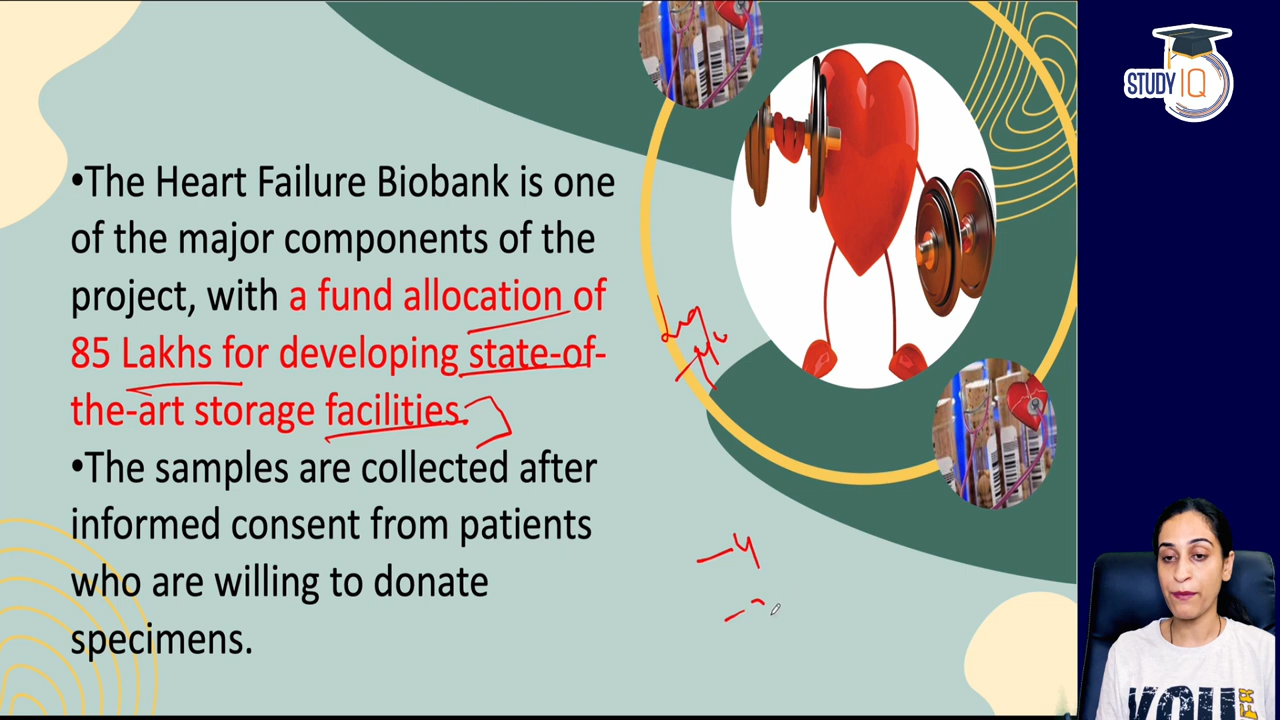 STUDY IQ
•The Heart Failure Biobank is one
of the major components of the
project, with a fund allocation of
85 Lakhs for developing state-of-
the-art storage facilities.
•The samples are collected after
informed consent from patients
who are willing to donate
specimens.
-4
YOU